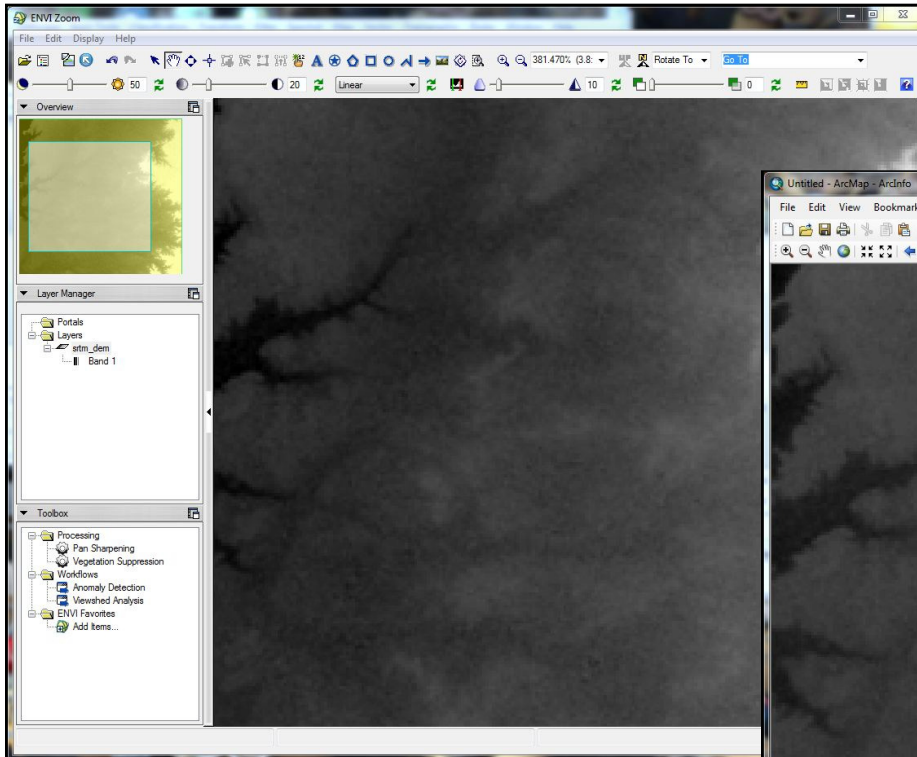 ENVI Zoom
File Edit Display Help
381.470% (3.8: Rotate To Go To
50 20 Linear 10 0
Overview
Layer Manager
Portals
Layers
srtm_dem
Band 1
Toolbox
Processing
Pan Sharpening
Vegetation Suppression
Workflows
Anomaly Detection
Viewshed Analysis
ENVI Favorites
Add Items...
Untitled - ArcMap - ArcInfo
File Edit View Bookmark